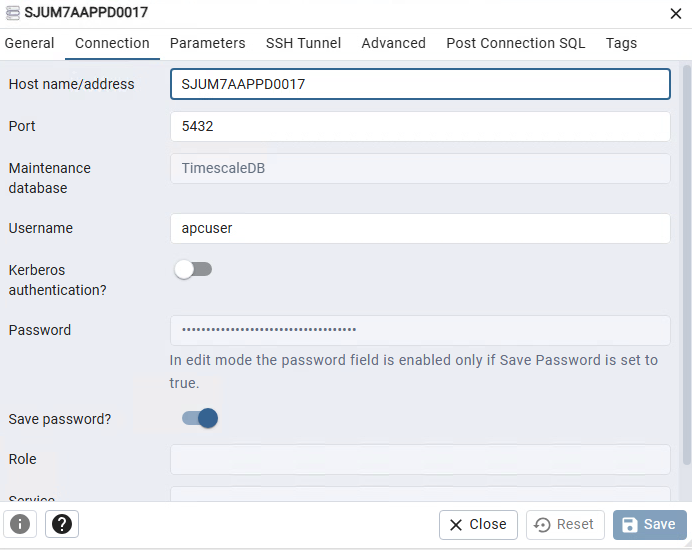 SJUM7AAPPD0017
General Connection Parameters SSH Tunnel Advanced Post Connection SQL Tags
Host name/address SJUM7AAPPD0017
Port 5432
Maintenance database TimescaleDB
Username apcuser
Kerberos authentication?
Password ••••••••••••••••••••••••••••••••••••
In edit mode the password field is enabled only if Save Password is set to
true.
Save password?
Role
Service
Close Reset Save